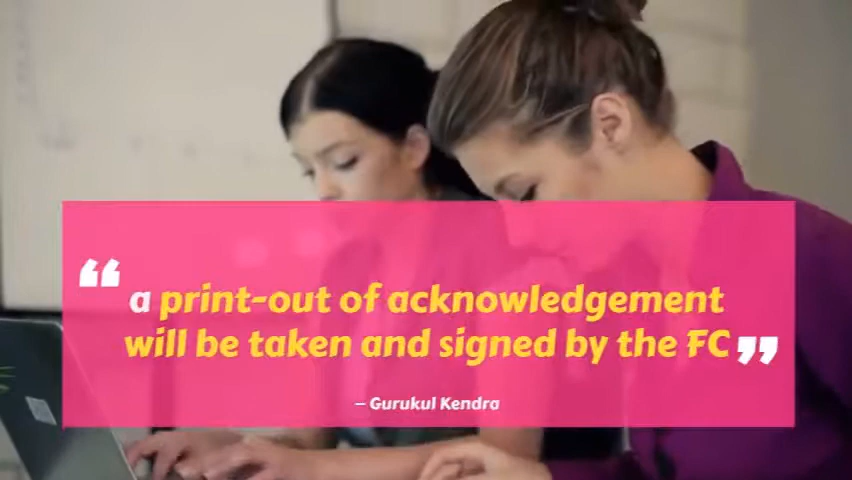 “ a print-out of acknowledgement
will be taken and signed by the FC ”
– Gurukul Kendra